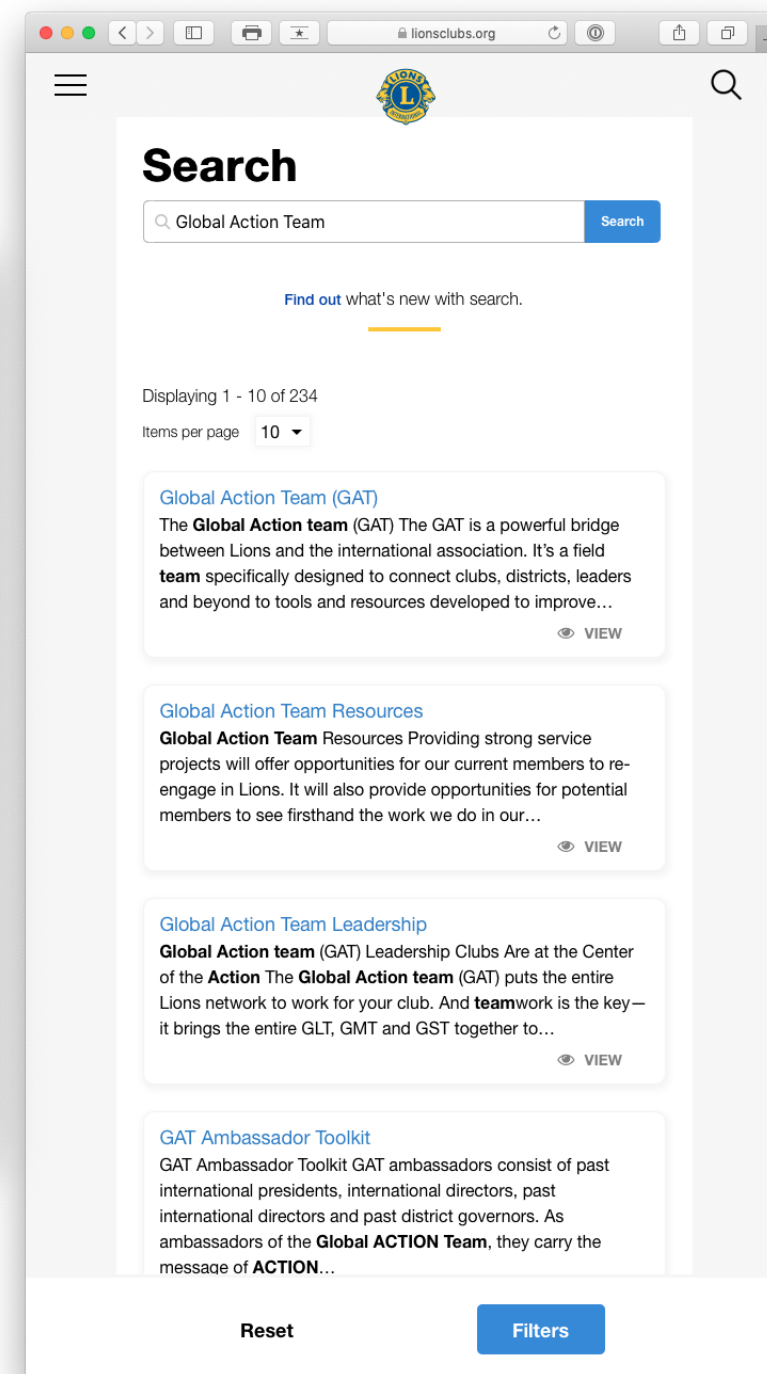 lionsclubs.org
LIONS
L
INTERNATIONAL
Search
Global Action Team
Search
Find out what's new with search.
Displaying 1 - 10 of 234
Items per page 10
Global Action Team (GAT)
The Global Action team (GAT) The GAT is a powerful bridge
between Lions and the international association. It’s a field
team specifically designed to connect clubs, districts, leaders
and beyond to tools and resources developed to improve…
VIEW
Global Action Team Resources
Global Action Team Resources Providing strong service
projects will offer opportunities for our current members to re-
engage in Lions. It will also provide opportunities for potential
members to see firsthand the work we do in our…
VIEW
Global Action Team Leadership
Global Action team (GAT) Leadership Clubs Are at the Center
of the Action The Global Action team (GAT) puts the entire
Lions network to work for your club. And teamwork is the key—
it brings the entire GLT, GMT and GST together to…
VIEW
GAT Ambassador Toolkit
GAT Ambassador Toolkit GAT ambassadors consist of past
international presidents, international directors, past
international directors and past district governors. As
ambassadors of the Global ACTION Team, they carry the
message of ACTION…
Reset
Filters